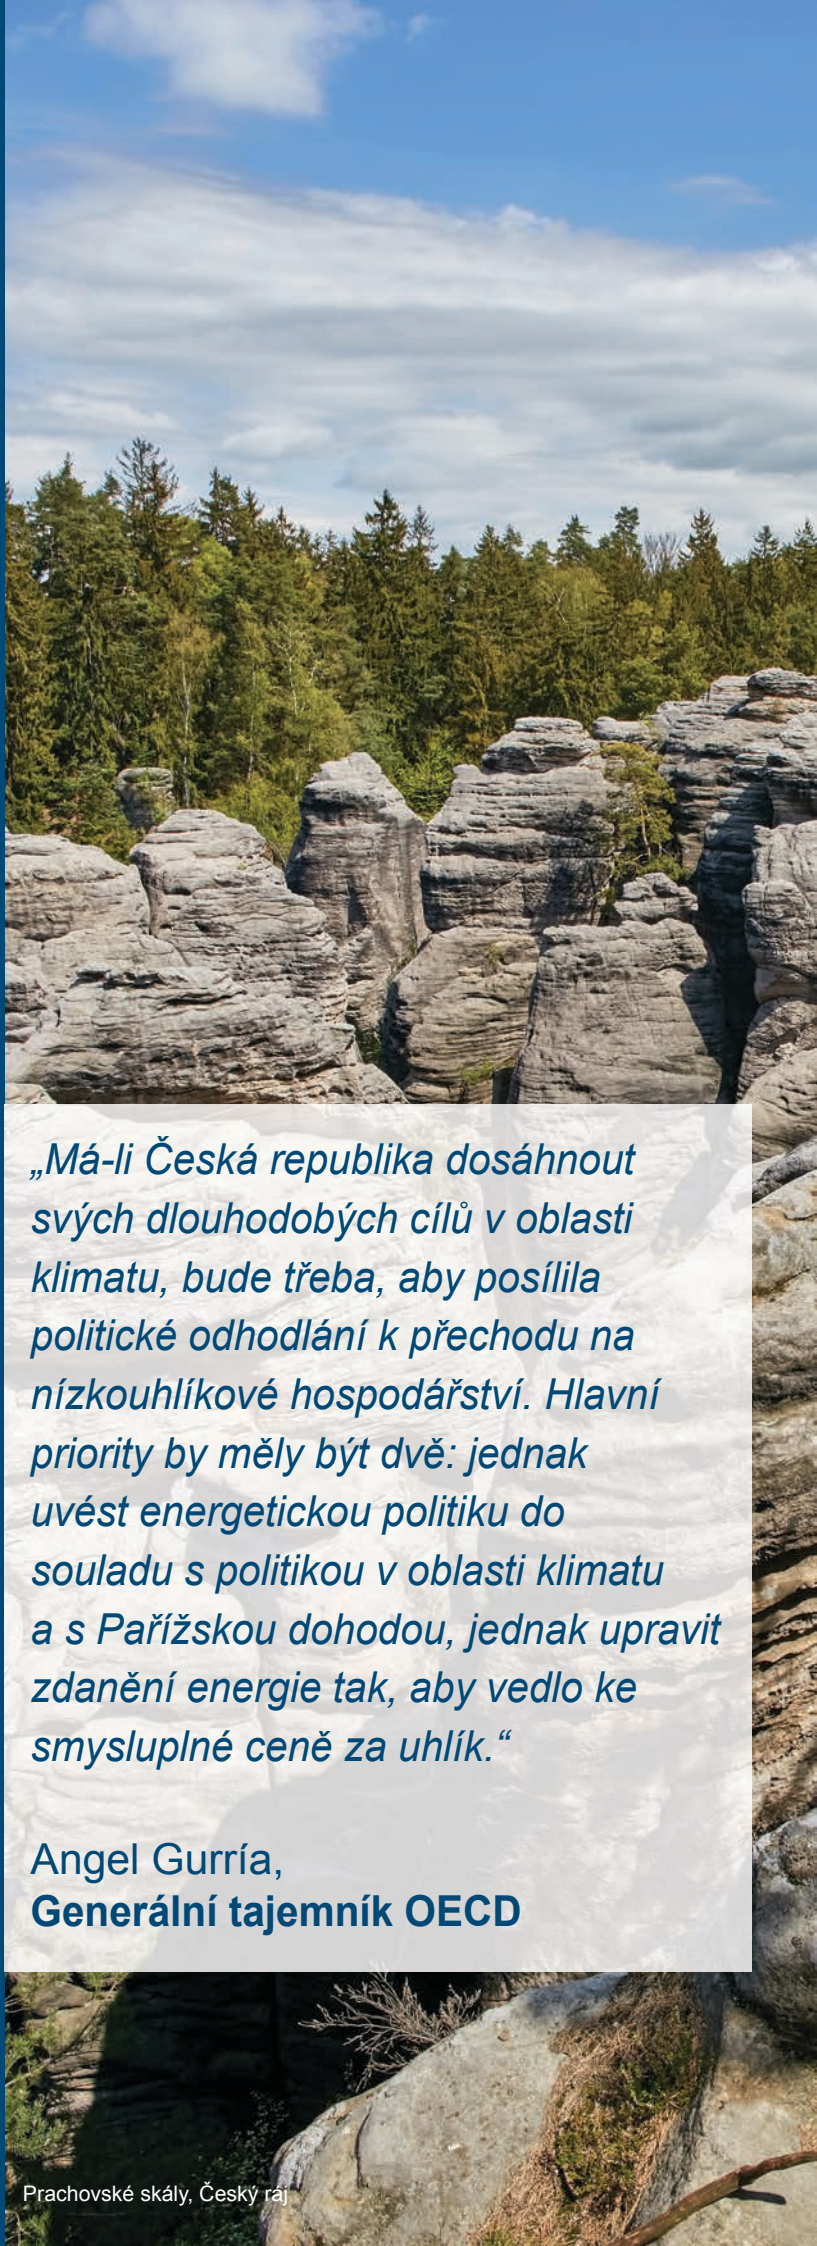 „Má-li Česká republika dosáhnout
svých dlouhodobých cílů v oblasti
klimatu, bude třeba, aby posílila
politické odhodlání k přechodu na
nízkouhlíkové hospodářství. Hlavní
priority by měly být dvě: jednak
uvést energetickou politiku do
souladu s politikou v oblasti klimatu
a s Pařížskou dohodou, jednak upravit
zdanění energie tak, aby vedlo ke
smysluplné ceně za uhlík.“
Angel Gurría,
Generální tajemník OECD
Prachovské skály, Český ráj